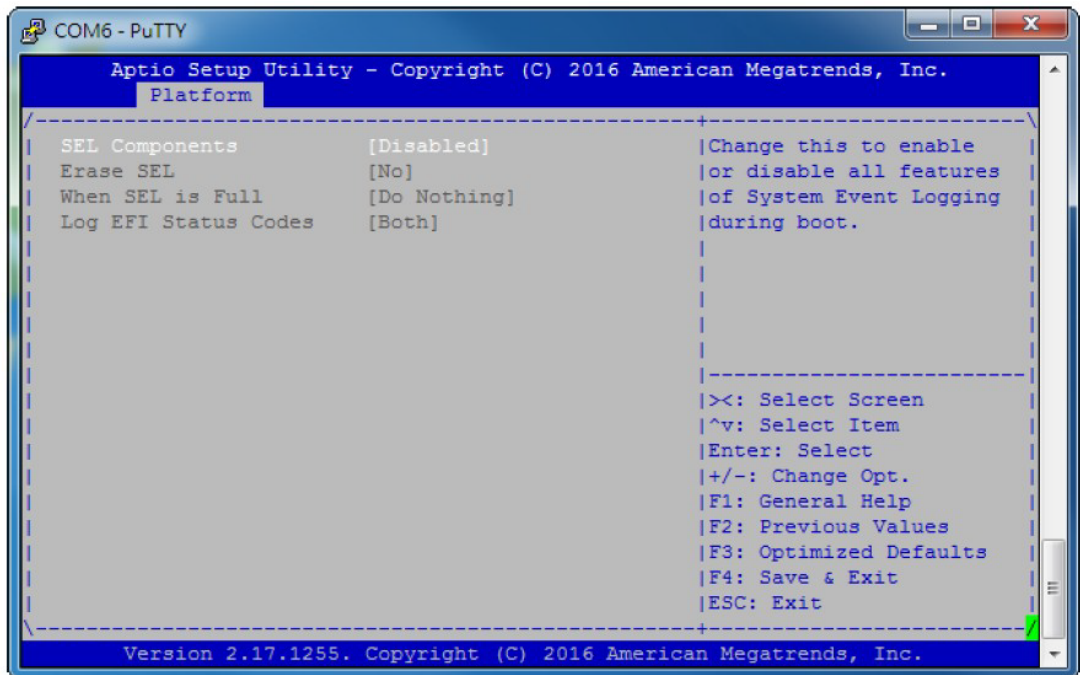 COM6 - PuTTY
Aptio Setup Utility - Copyright (C) 2016 American Megatrends, Inc.
Platform
SEL Components [Disabled]
Erase SEL [No]
When SEL is Full [Do Nothing]
Log EFI Status Codes [Both]
Change this to enable
or disable all features
of System Event Logging
during boot.
><: Select Screen
^v: Select Item
Enter: Select
+/-: Change Opt.
F1: General Help
F2: Previous Values
F3: Optimized Defaults
F4: Save & Exit
ESC: Exit
Version 2.17.1255. Copyright (C) 2016 American Megatrends, Inc.